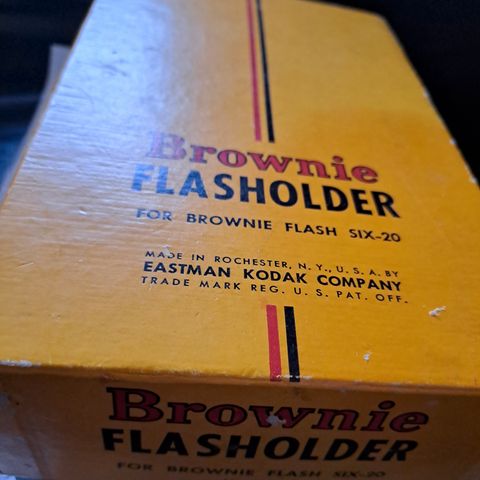 Brownie
FLASHOLDER
FOR BROWNIE FLASH SIX-20
MADE IN ROCHESTER, N. Y., U. S. A. BY
EASTMAN KODAK COMPANY
TRADE MARK REG. U. S. PAT. OFF.
Brownie
FLASHOLDER
FOR BROWNIE FLASH SIX-20